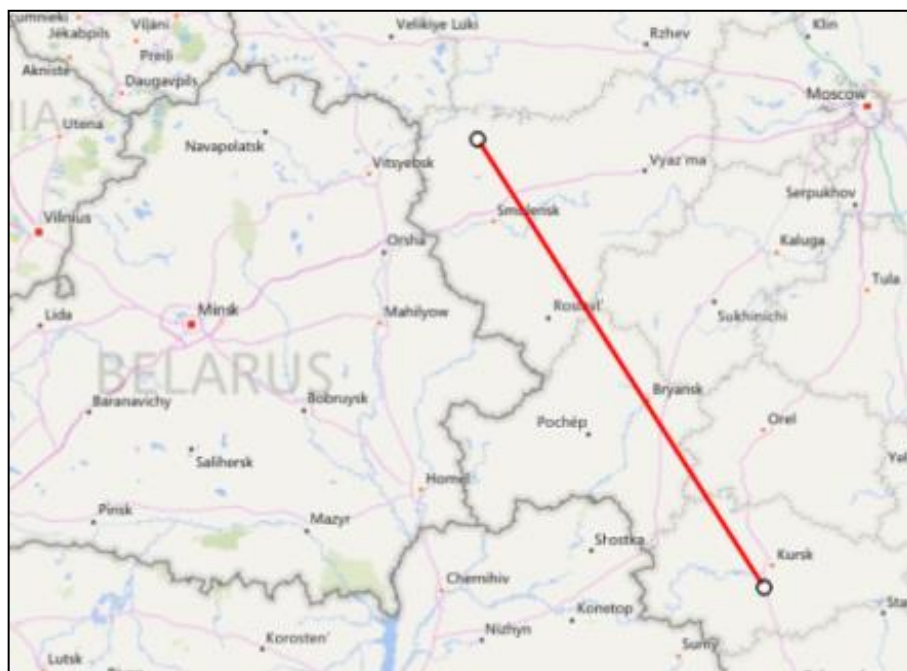 Viļāni
Velikiye Luki
Klin
Jēkabpils
Rzhev
Preiļi
Akniste
Daugavpils
Moscow
Utena
Navapolatsk
Vitsyebsk
Vyaz'ma
Serpukhov
Smolensk
Vilnius
Orsha
Kaluga
Tula
Lida
Minsk
Mahilyow
Roslavl'
Sukhinichi
BELARUS
Baranavichy
Bobruysk
Bryansk
Orel
Pochëp
Salihorsk
Homel
Pinsk
Mazyr
Shostka
Kursk
Chernihiv
Konotop
Nizhyn
Korosten'
Sumy
Lutsk